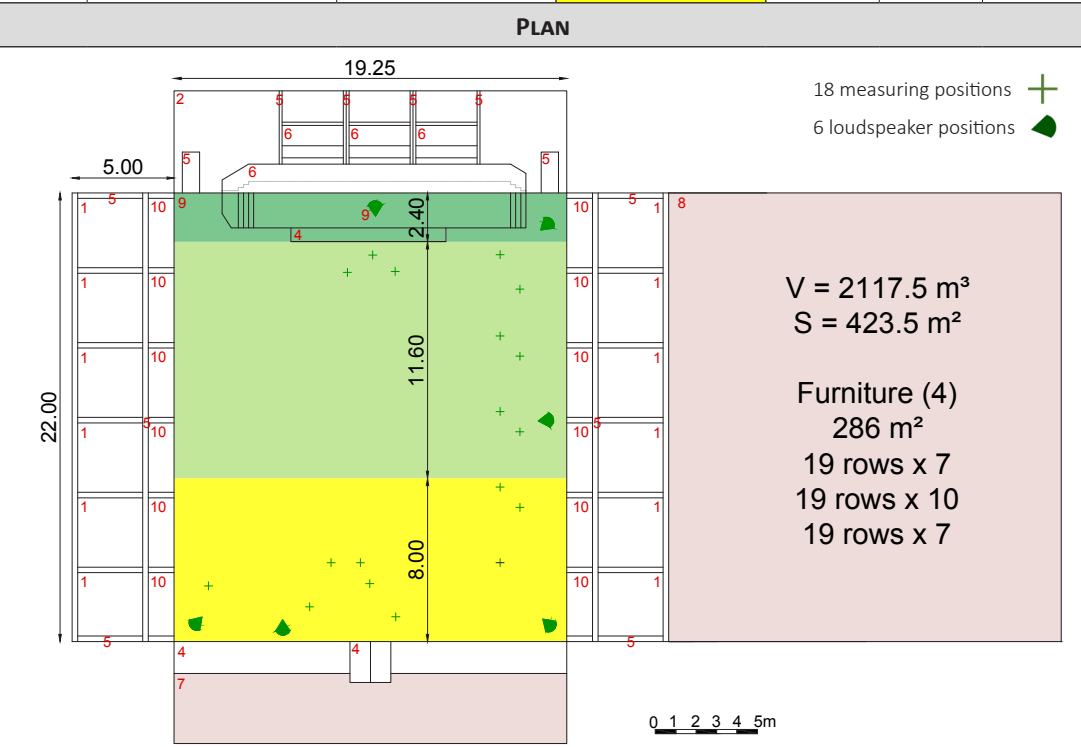 PLAN
19.25
18 measuring positions
6 loudspeaker positions
2 5 5 5 5
6 6 6
5 5
6
5.00
1 5 10 9 9 2.40 10 5 1 8
4
1 10 10 1
V = 2117.5 m³
S = 423.5 m²
1 10 11.60 10 1
Furniture (4)
22.00
286 m²
1 5 10 10 5 1
19 rows x 7
19 rows x 10
1 10 10 1
19 rows x 7
8.00
1 10 10 1
5 5
4 4
7
0 1 2 3 4 5m